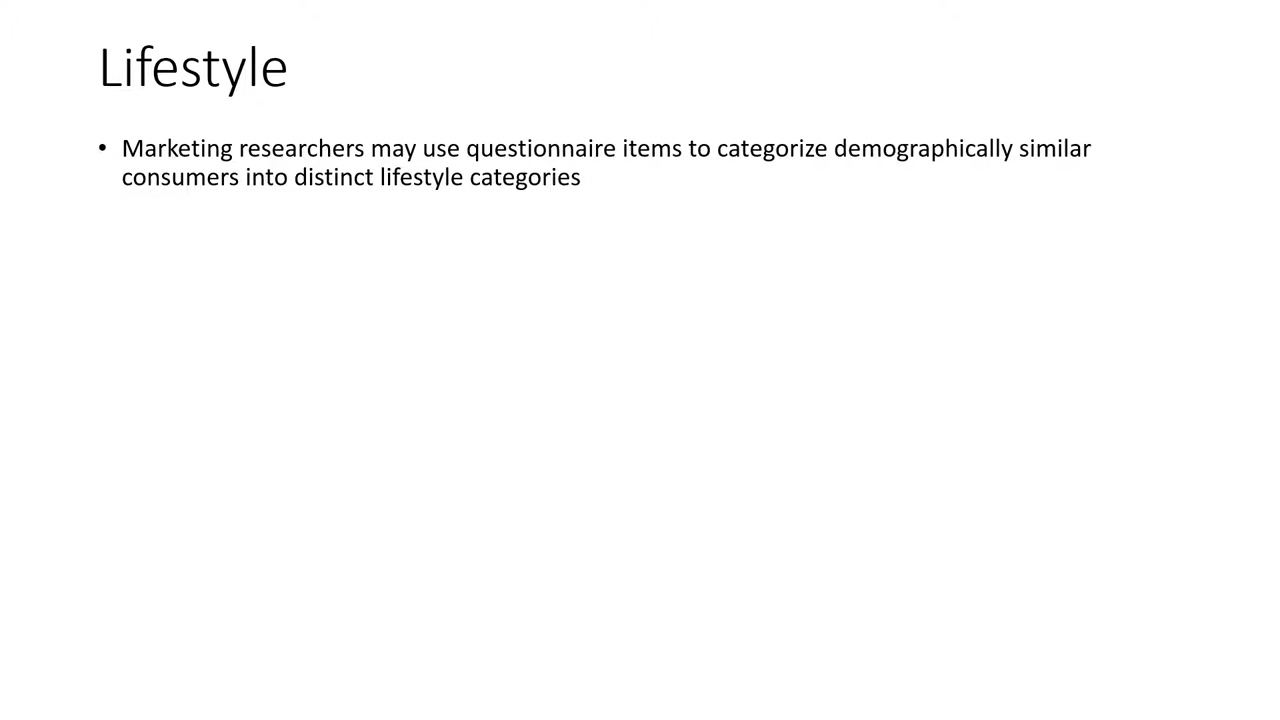 Lifestyle
• Marketing researchers may use questionnaire items to categorize demographically similar
consumers into distinct lifestyle categories